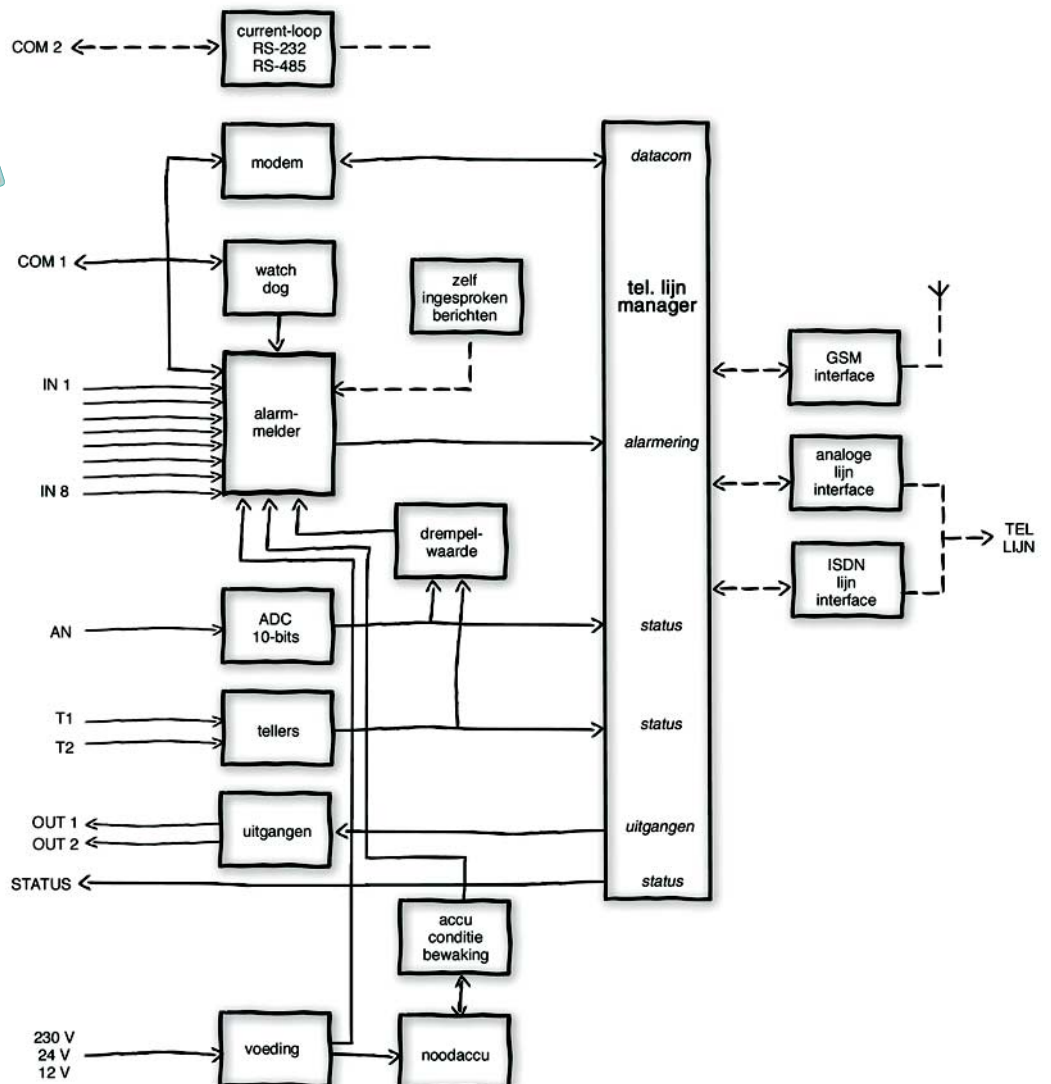 COM 2
current-loop
RS-232
RS-485
modem
datacom
COM 1
watch
dog
zelf
ingesproken
berichten
tel. lijn
manager
GSM
interface
IN 1
alarm-
melder
alarmering
IN 8
analoge
lijn
interface
drempel-
waarde
TEL
LIJN
ISDN
lijn
interface
AN
ADC
10-bits
status
T1
T2
tellers
status
OUT 1
OUT 2
uitgangen
uitgangen
STATUS
status
accu
conditie
bewaking
230 V
24 V
12 V
voeding
noodaccu